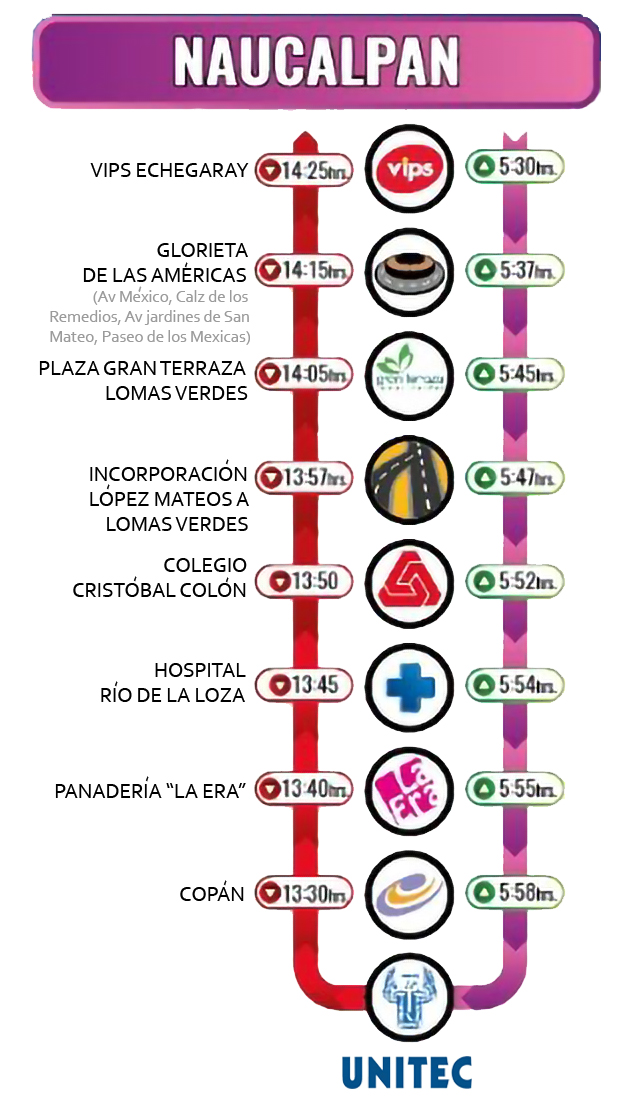 NAUCALPAN
VIPS ECHEGARAY
14:25hrs.
vips
5:30hrs.
GLORIETA
DE LAS AMÉRICAS
(Av México, Calz de los
Remedios, Av jardines de San
Mateo, Paseo de los Mexicas)
14:15hrs.
5:37hrs.
PLAZA GRAN TERRAZA
LOMAS VERDES
14:05hrs.
gran terraza
5:45hrs.
INCORPORACIÓN
LÓPEZ MATEOS A
LOMAS VERDES
13:57hrs.
5:47hrs.
COLEGIO
CRISTÓBAL COLÓN
13:50
5:52hrs.
HOSPITAL
RÍO DE LA LOZA
13:45
5:54hrs.
PANADERÍA “LA ERA”
13:40hrs.
La
Era
5:55hrs.
COPÁN
13:30hrs.
5:58hrs.
UNITEC